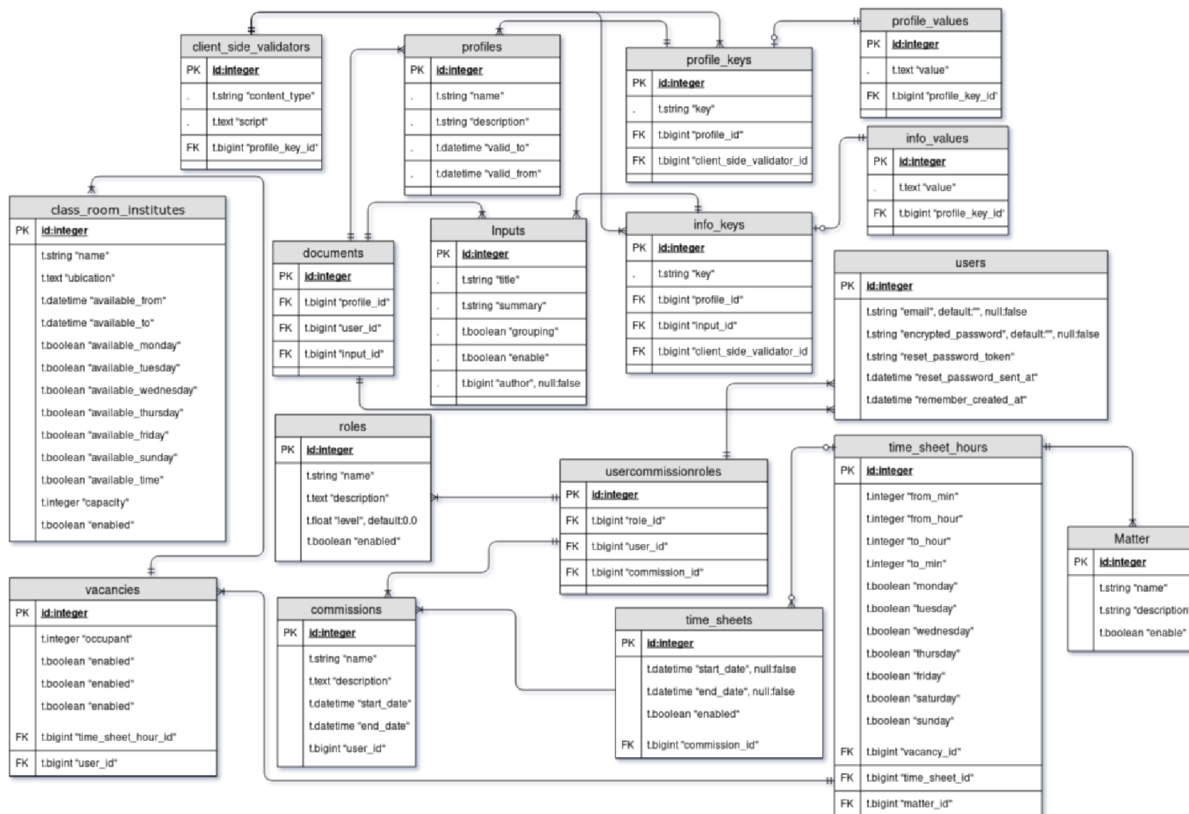 client_side_validators
PK id:integer
. t.string "content_type"
. t.text "script"
FK t.bigint "profile_key_id"
profiles
PK id:integer
. t.string "name"
. t.string "description"
. t.datetime "valid_to"
. t.datetime "valid_from"
profile_keys
PK id:integer
. t.string "key"
FK t.bigint "profile_id"
FK t.bigint "client_side_validator_id
profile_values
PK id:integer
. t.text "value"
FK t.bigint "profile_key_id"
info_values
PK id:integer
. t.text "value"
FK t.bigint "profile_key_id"
class_room_institutes
PK id:integer
t.string "name"
t.text "ubication"
t.datetime "available_from"
t.datetime "available_to"
t.boolean "available_monday"
t.boolean "available_tuesday"
t.boolean "available_wednesday"
t.boolean "available_thursday"
t.boolean "available_friday"
t.boolean "available_sunday"
t.boolean "available_time"
t.integer "capacity"
t.boolean "enabled"
documents
PK id:integer
FK t.bigint "profile_id"
FK t.bigint "user_id"
FK t.bigint "input_id"
Inputs
PK id:integer
. t.string "title"
. t.string "summary"
. t.boolean "grouping"
. t.boolean "enable"
. t.bigint "author", null:false
info_keys
PK id:integer
. t.string "key"
FK t.bigint "profile_id"
FK t.bigint "input_id"
FK t.bigint "client_side_validator_id
users
PK id:integer
t.string "email", default:"", null:false
t.string "encrypted_password", default:"", null:false
t.string "reset_password_token"
t.datetime "reset_password_sent_at"
t.datetime "remember_created_at"
roles
PK id:integer
t.string "name"
t.text "description"
t.float "level", default:0.0
t.boolean "enabled"
usercommissionroles
PK id:integer
FK t.bigint "role_id"
FK t.bigint "user_id"
FK t.bigint "commission_id"
time_sheet_hours
PK id:integer
t.integer "from_min"
t.integer "from_hour"
t.integer "to_hour"
t.integer "to_min"
t.boolean "monday"
t.boolean "tuesday"
t.boolean "wednesday"
t.boolean "thursday"
t.boolean "friday"
t.boolean "saturday"
t.boolean "sunday"
FK t.bigint "vacancy_id"
FK t.bigint "time_sheet_id"
FK t.bigint "matter_id"
Matter
PK id:integer
t.string "name"
t.string "description
t.boolean "enable"
vacancies
PK id:integer
t.integer "occupant"
t.boolean "enabled"
t.boolean "enabled"
t.boolean "enabled"
FK t.bigint "time_sheet_hour_id"
FK t.bigint "user_id"
commissions
PK id:integer
t.string "name"
t.text "description"
t.datetime "start_date"
t.datetime "end_date"
t.bigint "user_id"
time_sheets
PK id:integer
t.datetime "start_date", null:false
t.datetime "end_date", null:false
t.boolean "enabled"
FK t.bigint "commission_id"